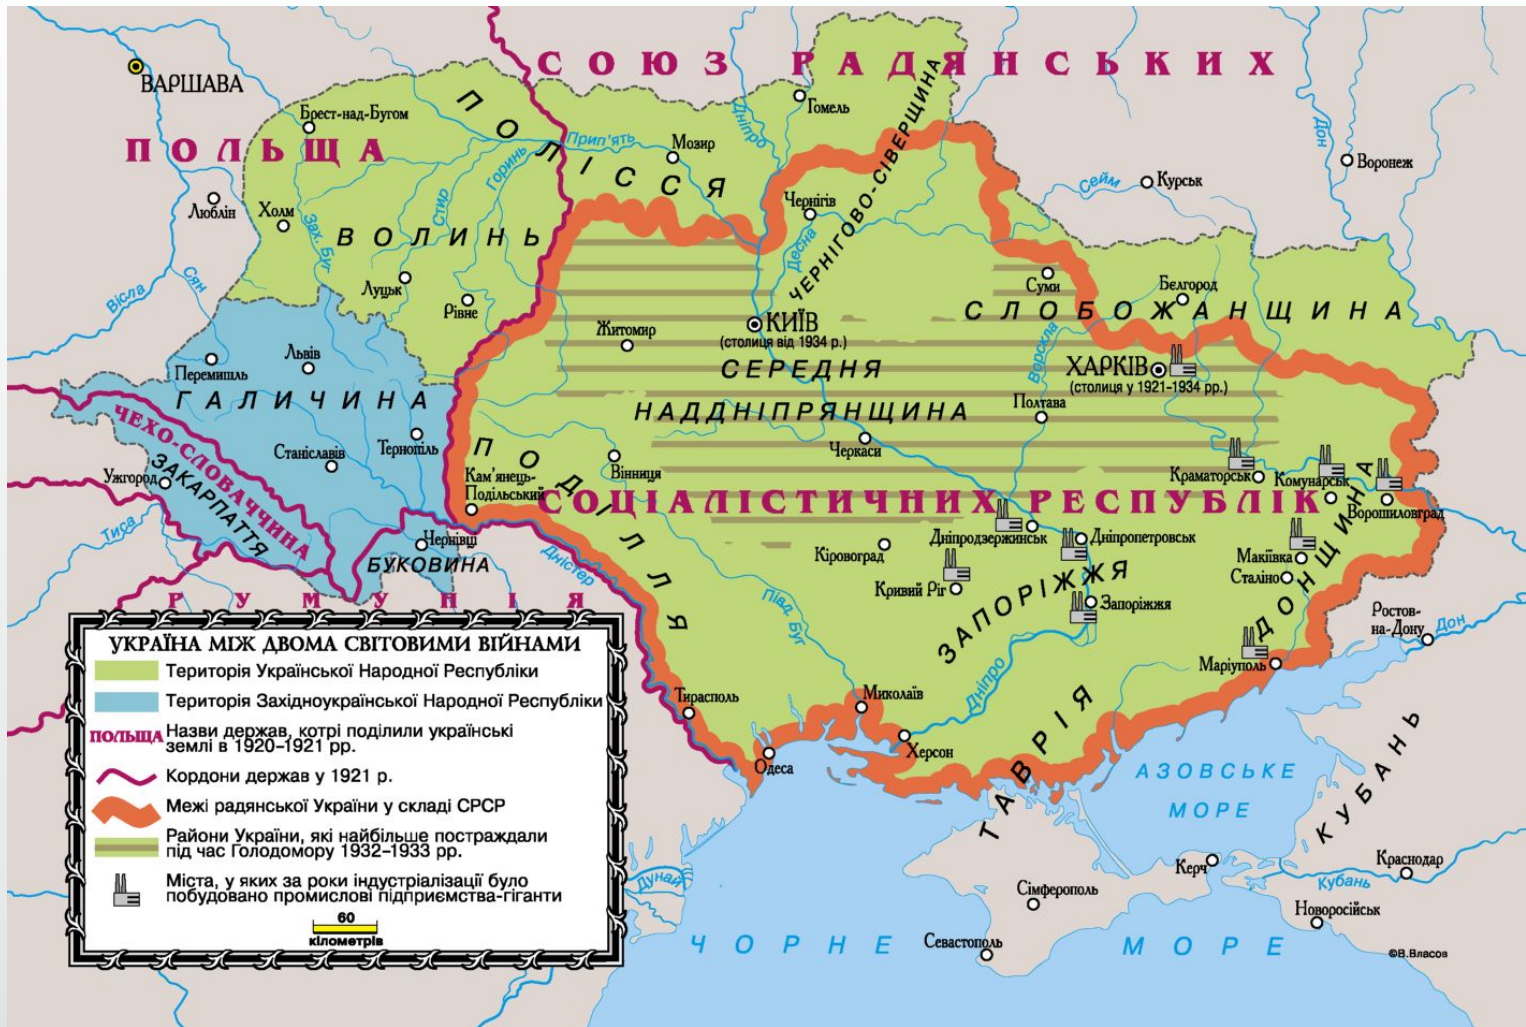 СОЮЗ РАДЯНСЬКИХ
СОЦІАЛІСТИЧНИХ РЕСПУБЛІК
ВАРШАВА
ПОЛЬЩА
Брест-над-Бугом
ПОЛІССЯ
Гомель
Дніпро
Прип'ять
Мозир
Горинь
Стир
Люблін
Холм
Зах. Буг
ВОЛИНЬ
Луцьк
Рівне
Чернігів
Десна
ЧЕРНІГОВО-СІВЕРЩИНА
Сейм
Курськ
Дон
Воронеж
Вісла
Сян
Суми
Бєлгород
СЛОБОЖАНЩИНА
Житомир
КИЇВ
(столиця від 1934 р.)
СЕРЕДНЯ
НАДДНІПРЯНЩИНА
Ворскла
ХАРКІВ
(столиця у 1921-1934 рр.)
Полтава
Черкаси
Перемишль
Львів
ГАЛИЧИНА
Тернопіль
Станіславів
ЧЕХО-СЛОВАЧЧИНА
Ужгород
ЗАКАРПАТТЯ
Тиса
Кам'янець-
Подільський
ПОДІЛЛЯ
Вінниця
Краматорськ
Комунарськ
Ворошиловград
Чернівці
БУКОВИНА
Дністер
РУМУНІЯ
Кіровоград
Дніпродзержинськ
Дніпропетровськ
Кривий Ріг
Запоріжжя
ЗАПОРІЖЖЯ
Макіївка
Сталіно
ДОНЩИНА
Півд. Буг
Маріуполь
Ростов-
на-Дону
Дон
Тирасполь
Миколаїв
Дніпро
Одеса
Херсон
ТАВРІЯ
АЗОВСЬКЕ
МОРЕ
КУБАНЬ
Керч
Краснодар
Кубань
Новоросійськ
Сімферополь
Севастополь
Дунай
ЧОРНЕ МОРЕ
©В.Власов
УКРАЇНА МІЖ ДВОМА СВІТОВИМИ ВІЙНАМИ
Територія Української Народної Республіки
Територія Західноукраїнської Народної Республіки
ПОЛЬЩА Назви держав, котрі поділили українські
землі в 1920-1921 рр.
Кордони держав у 1921 р.
Межі радянської України у складі СРСР
Райони України, які найбільше постраждали
під час Голодомору 1932-1933 рр.
Міста, у яких за роки індустріалізації було
побудовано промислові підприємства-гіганти
60
кілометрів